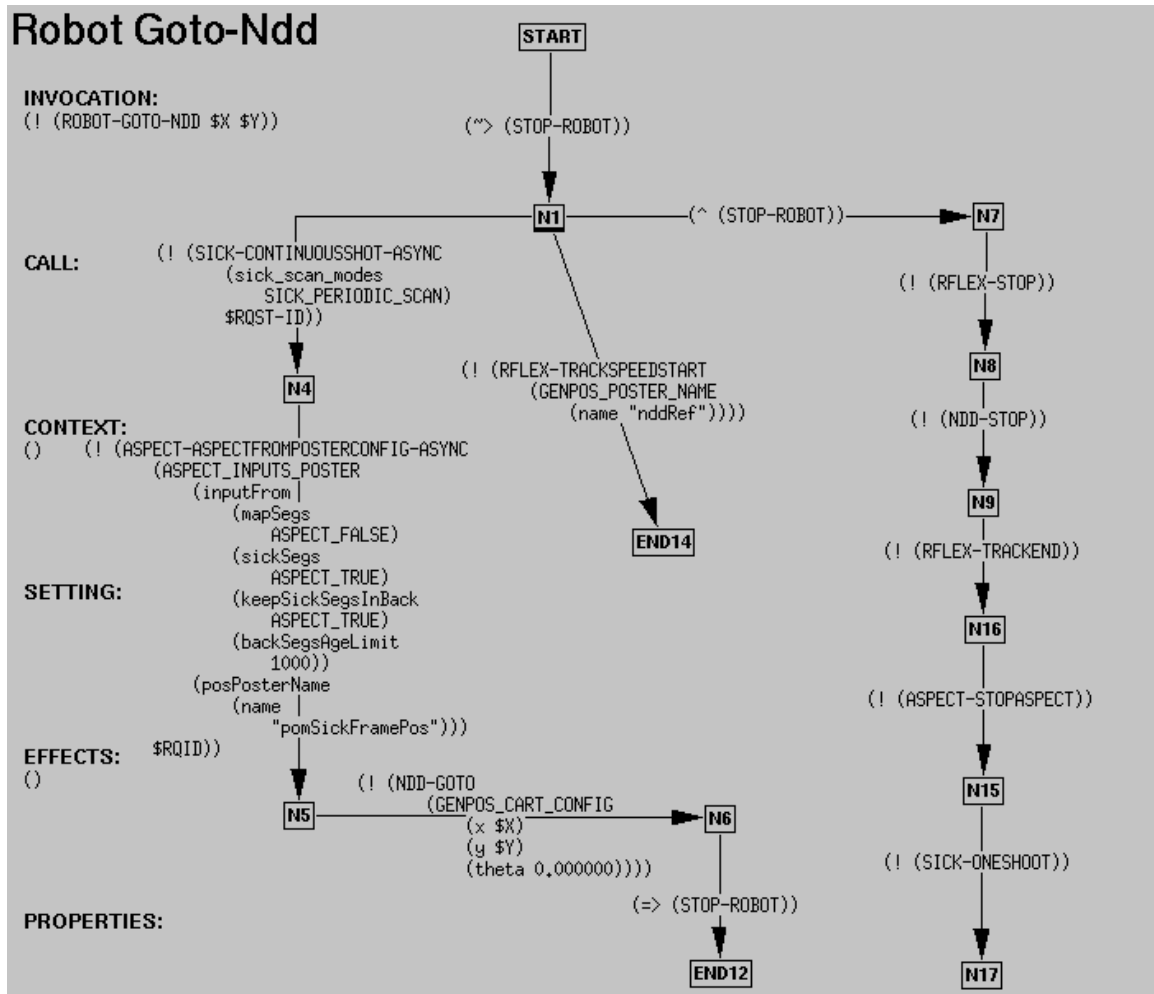 Robot Goto-Ndd
START
INVOCATION:
(! (ROBOT-GOTO-NDD $X $Y))
(~> (STOP-ROBOT))
N1
(^ (STOP-ROBOT))
N7
CALL:
(! (SICK-CONTINUOUSSHOT-ASYNC
(sick_scan_modes
SICK_PERIODIC_SCAN)
$RQST-ID))
(! (RFLEX-STOP))
N4
(! (RFLEX-TRACKSPEEDSTART
(GENPOS_POSTER_NAME
(name "nddRef"))))
N8
CONTEXT:
()
(! (ASPECT-ASPECTFROMPOSTERCONFIG-ASYNC
(ASPECT_INPUTS_POSTER
(inputFrom
(mapSegs
ASPECT_FALSE)
(sickSegs
ASPECT_TRUE)
(keepSickSegsInBack
ASPECT_TRUE)
(backSegsAgeLimit
1000))
(posPosterName
(name
"pomSickFramePos")))
$RQID))
(! (NDD-STOP))
N9
END14
(! (RFLEX-TRACKEND))
SETTING:
N16
(! (ASPECT-STOPASPECT))
EFFECTS:
()
N5
(! (NDD-GOTO
(GENPOS_CART_CONFIG
(x $X)
(y $Y)
(theta 0.000000))))
N6
N15
(! (SICK-ONESHOOT))
(=> (STOP-ROBOT))
PROPERTIES:
END12
N17